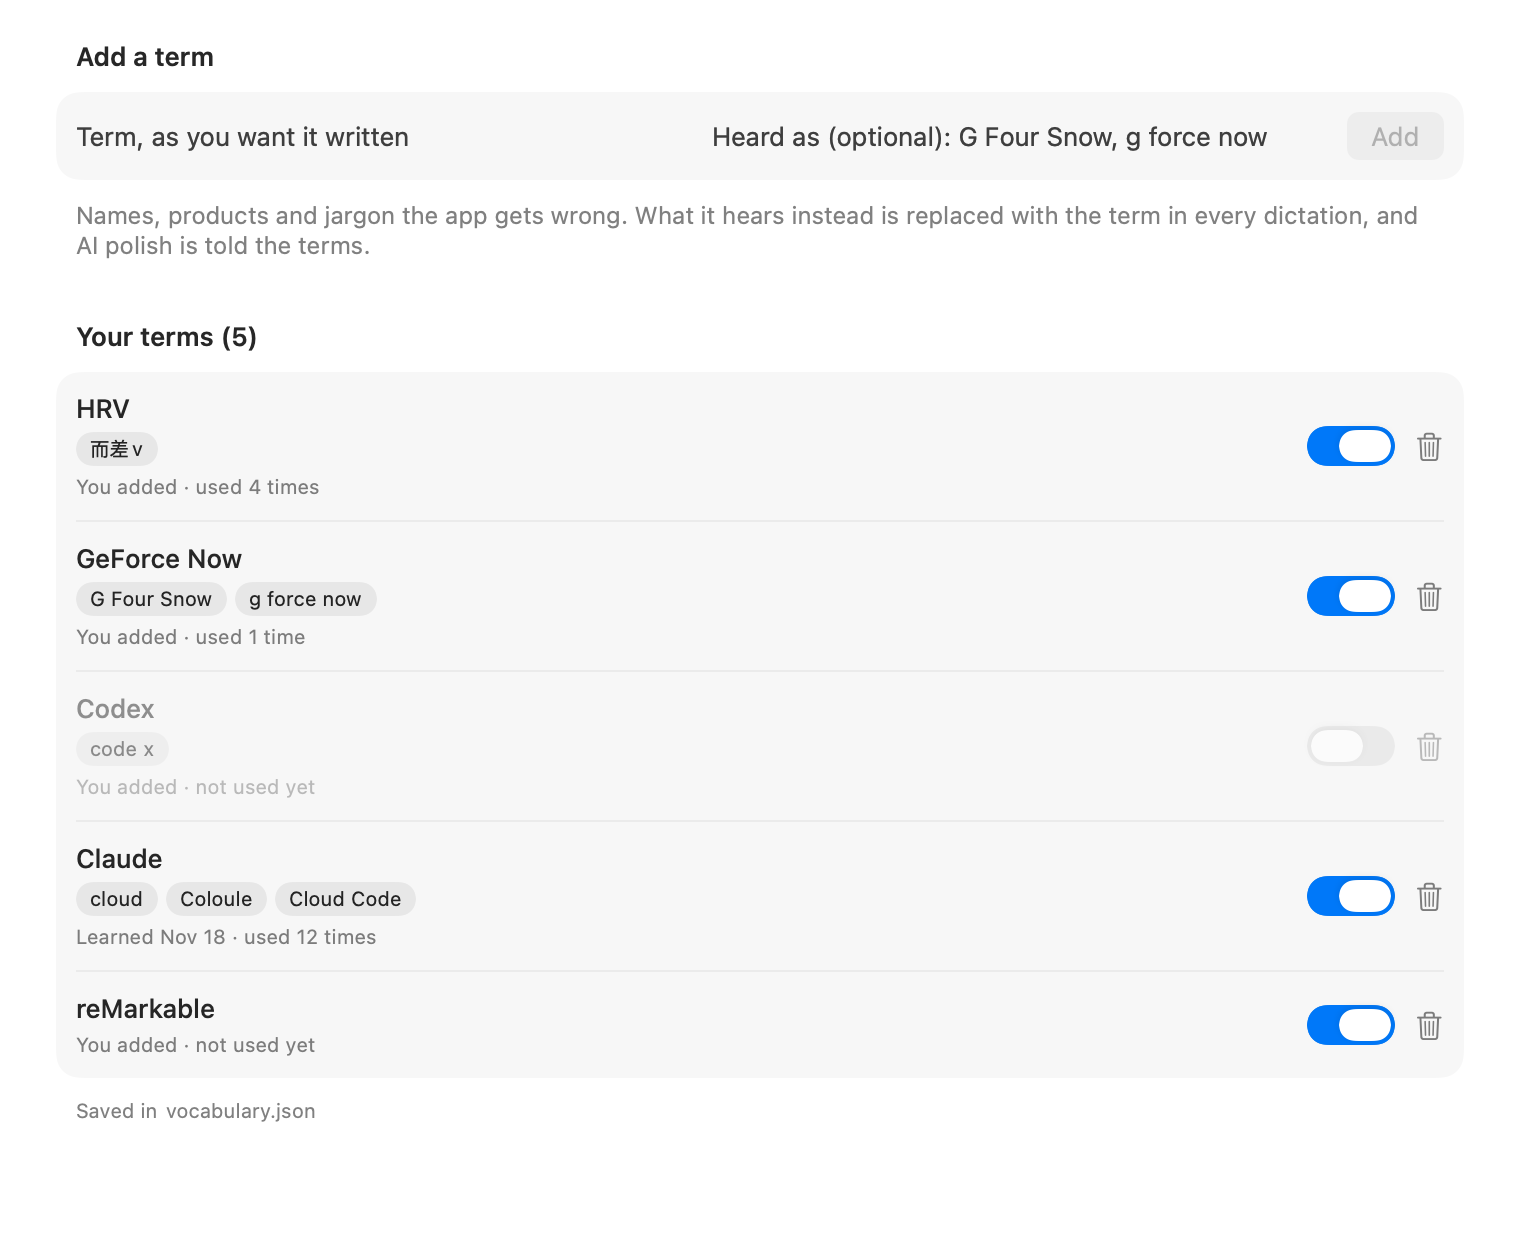 Add a term
Term, as you want it written
Heard as (optional): G Four Snow, g force now
Add
Names, products and jargon the app gets wrong. What it hears instead is replaced with the term in every dictation, and
AI polish is told the terms.
Your terms (5)
HRV
而差v
You added · used 4 times
GeForce Now
G Four Snow
g force now
You added · used 1 time
Codex
code x
You added · not used yet
Claude
cloud
Coloule
Cloud Code
Learned Nov 18 · used 12 times
reMarkable
You added · not used yet
Saved in vocabulary.json